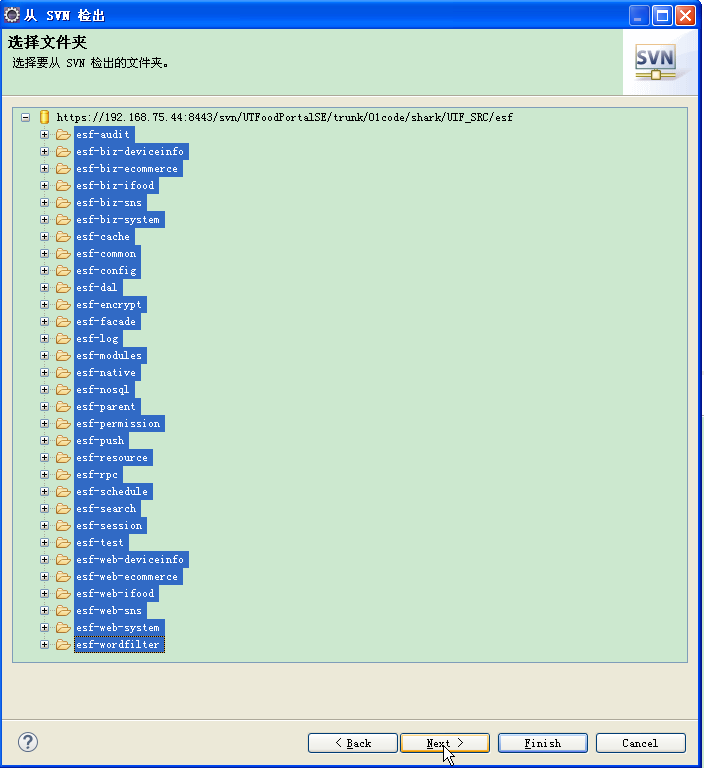 从 SVN 检出
选择文件夹
选择要从 SVN 检出的文件夹。
SVN
https://192.168.75.44:8443/svn/UTFoodPortalSE/trunk/01code/shark/UIF_SRC/esf
esf-audit
esf-biz-deviceinfo
esf-biz-ecommerce
esf-biz-ifood
esf-biz-sns
esf-biz-system
esf-cache
esf-common
esf-config
esf-dal
esf-encrypt
esf-facade
esf-log
esf-modules
esf-native
esf-nosql
esf-parent
esf-permission
esf-push
esf-resource
esf-rpc
esf-schedule
esf-search
esf-session
esf-test
esf-web-deviceinfo
esf-web-ecommerce
esf-web-ifood
esf-web-sns
esf-web-system
esf-wordfilter
? < Back Next > Finish Cancel